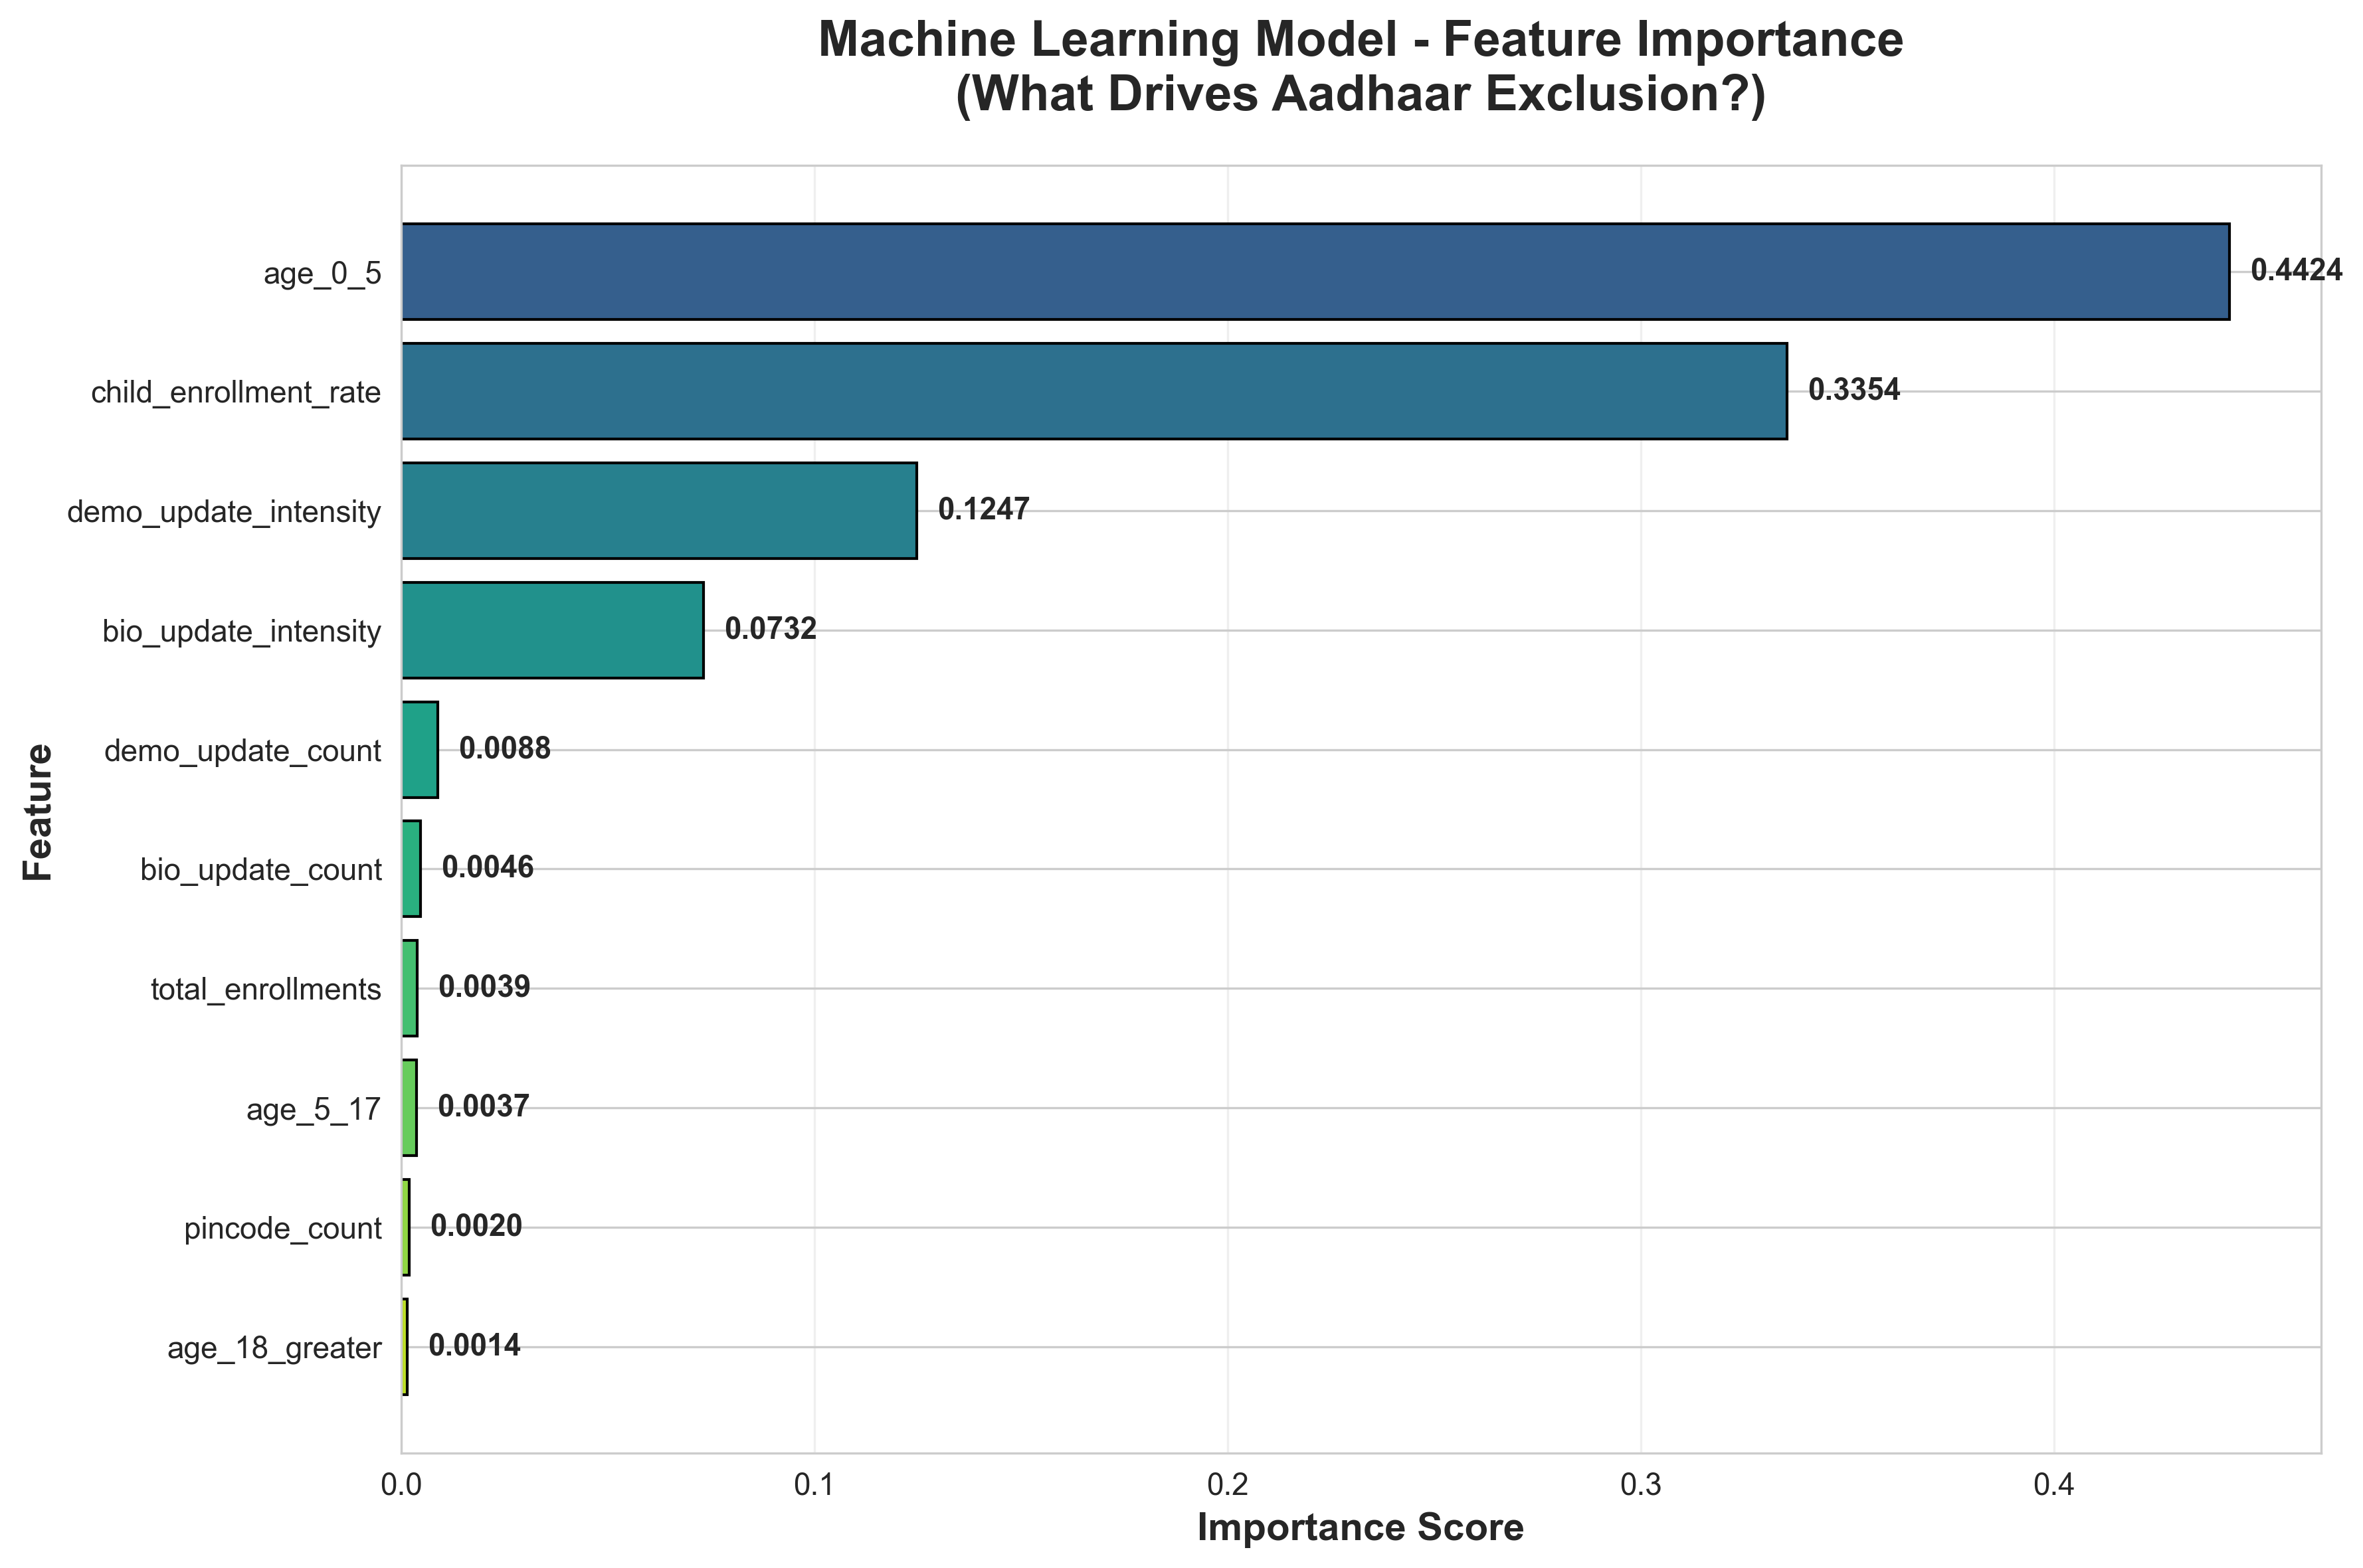 Machine Learning Model - Feature Importance
(What Drives Aadhaar Exclusion?)
age_0_5 0.4424
child_enrollment_rate 0.3354
demo_update_intensity 0.1247
bio_update_intensity 0.0732
demo_update_count 0.0088
bio_update_count 0.0046
total_enrollments 0.0039
age_5_17 0.0037
pincode_count 0.0020
age_18_greater 0.0014
Feature
0.0 0.1 0.2 0.3 0.4
Importance Score